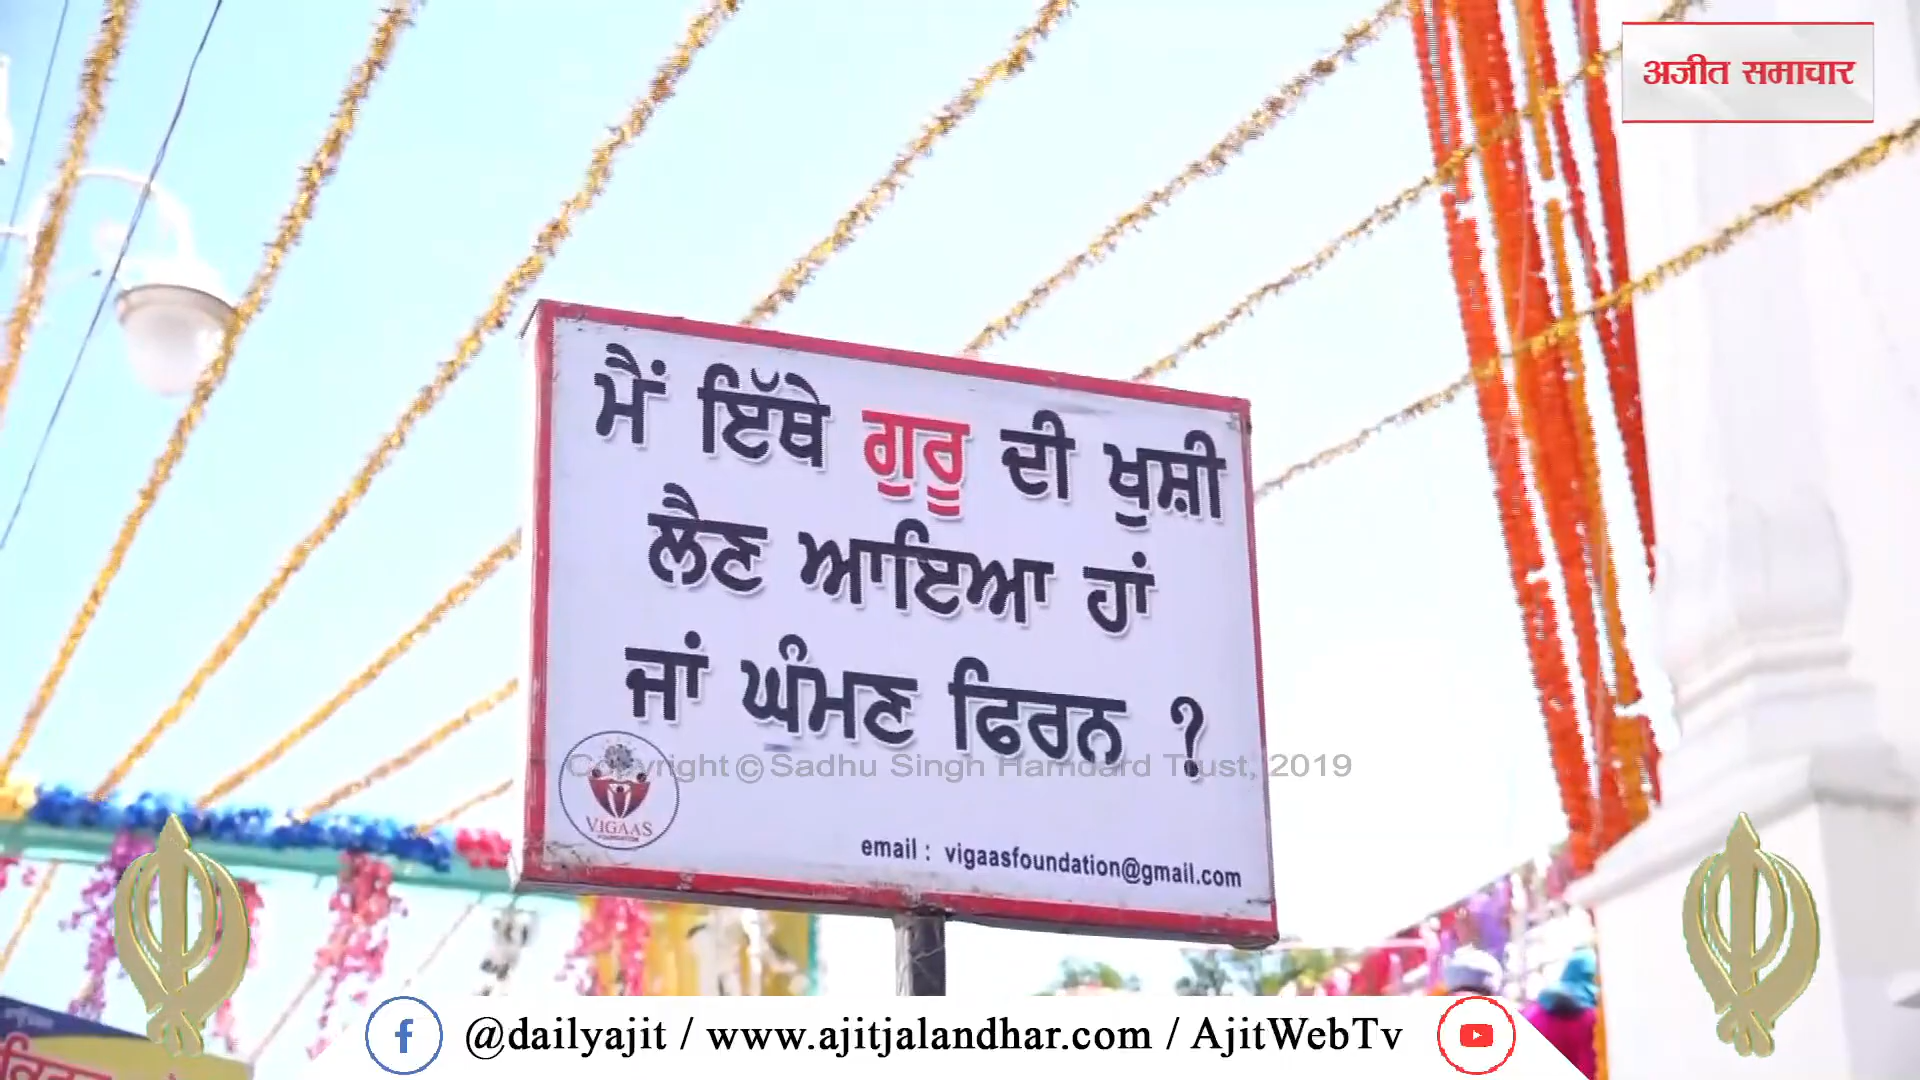 अजीत समाचार
ਮੈਂ ਇੱਥੇ ਗੁਰੂ ਦੀ ਖੁਸ਼ੀ
ਲੈਣ ਆਇਆ ਹਾਂ
ਜਾਂ ਘੰਮਣ ਫਿਰਨ ?
Copyright © Sadhu Singh Hamdard Trust, 2019
VIGAAS
FOUNDATION
email : vigaasfoundation@gmail.com
@dailyajit / www.ajitjalandhar.com / AjitWebTv